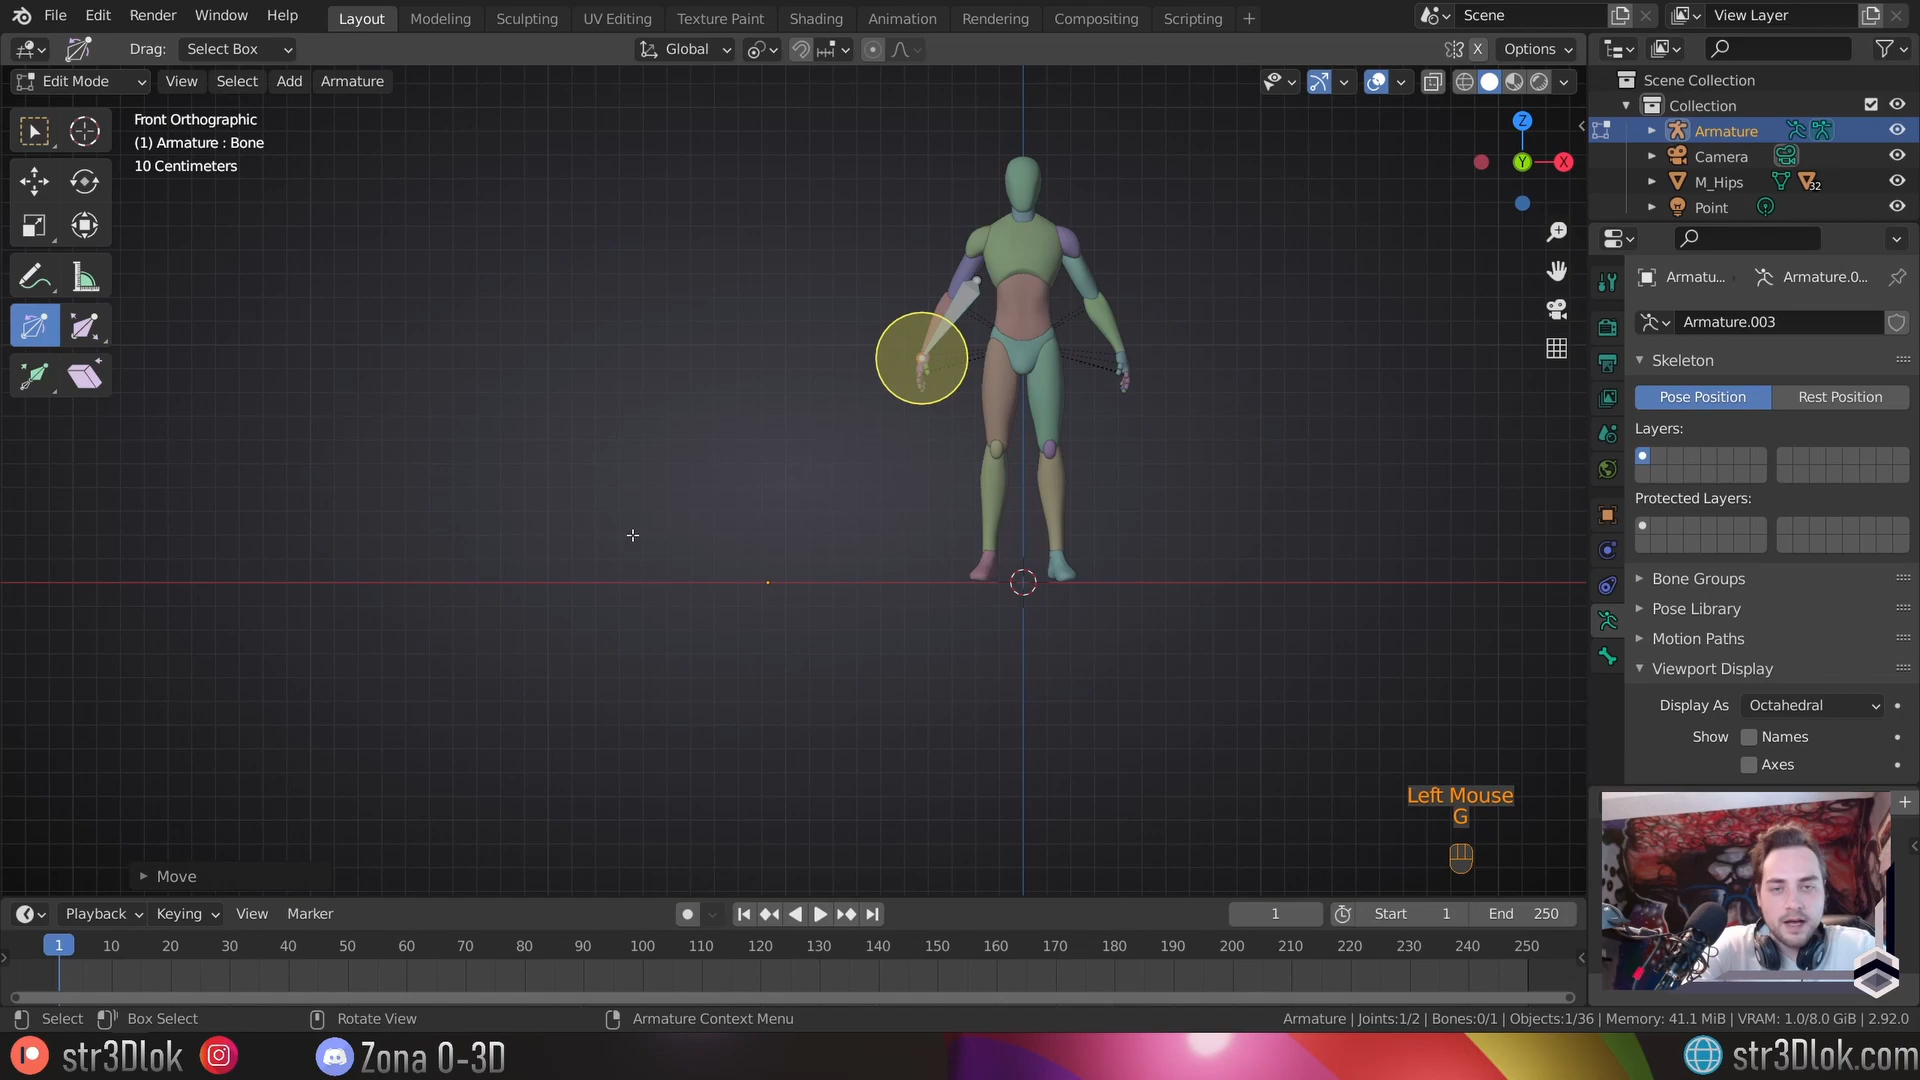 File Edit Render Window Help Layout Modeling Sculpting UV Editing Texture Paint Shading Animation Rendering Compositing Scripting + Scene View Layer
Drag: Select Box Global X Options
Edit Mode View Select Add Armature
Front Orthographic
(1) Armature : Bone
10 Centimeters
Z
Y
X
Scene Collection
Collection
Armature
Camera
M_Hips 32
Point
Armatu... Armature.0...
Armature.003
Skeleton
Pose Position Rest Position
Layers:
Protected Layers:
Bone Groups
Pose Library
Motion Paths
Viewport Display
Display As Octahedral
Show Names
Axes
Left Mouse
G
Move
Playback Keying View Marker 1 Start 1 End 250
1 10 20 30 40 50 60 70 80 90 100 110 120 130 140 150 160 170 180 190 200 210 220 230 240 250
Select Box Select Rotate View Armature Context Menu Armature | Joints:1/2 | Bones:0/1 | Objects:1/36 | Memory: 41.1 MiB | VRAM: 1.0/8.0 GiB | 2.92.0
str3Dlok Zona 0-3D str3Dlok.com